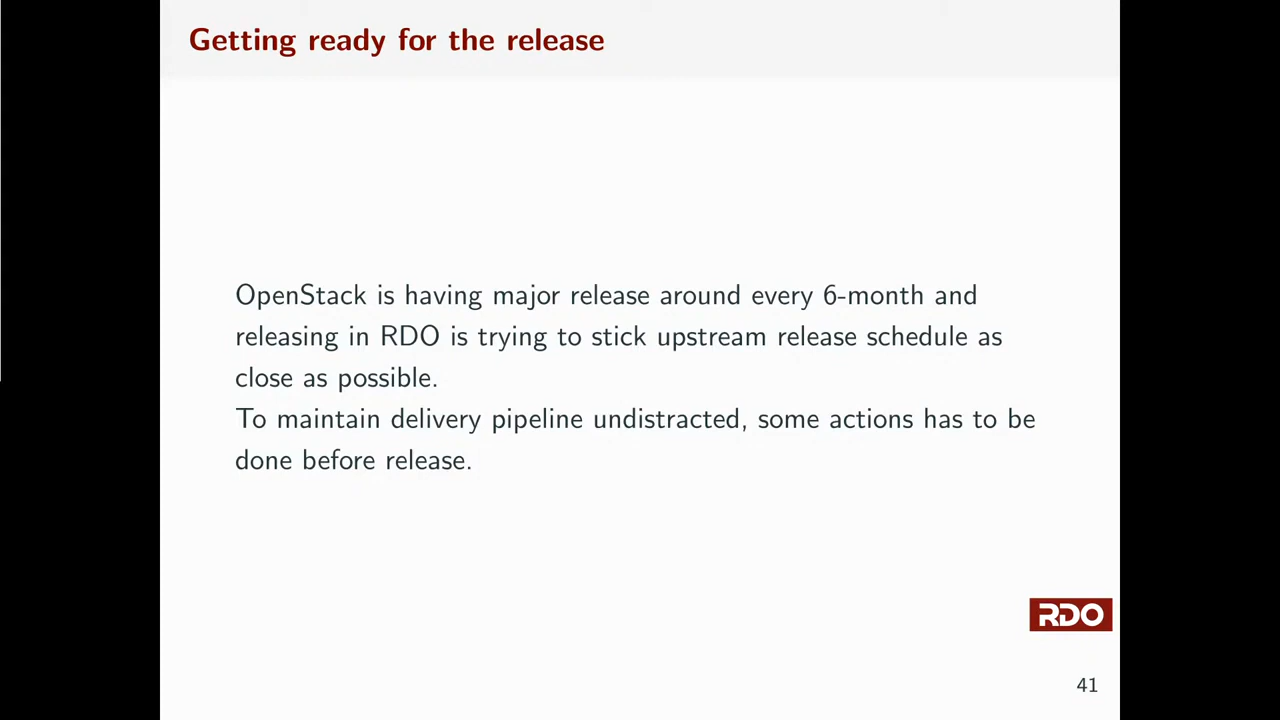 Getting ready for the release
OpenStack is having major release around every 6-month and
releasing in RDO is trying to stick upstream release schedule as
close as possible.
To maintain delivery pipeline undistracted, some actions has to be
done before release.
RDO
41